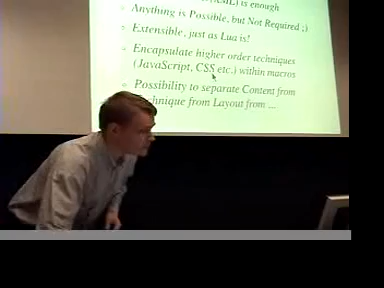 is enough
Anything is Possible, but Not Required ;)
Extensible, just as Lua is!
Encapsulate higher order techniques
(JavaScript, CSS etc.) within macros
Possibility to separate Content from
chnique from Layout from ...